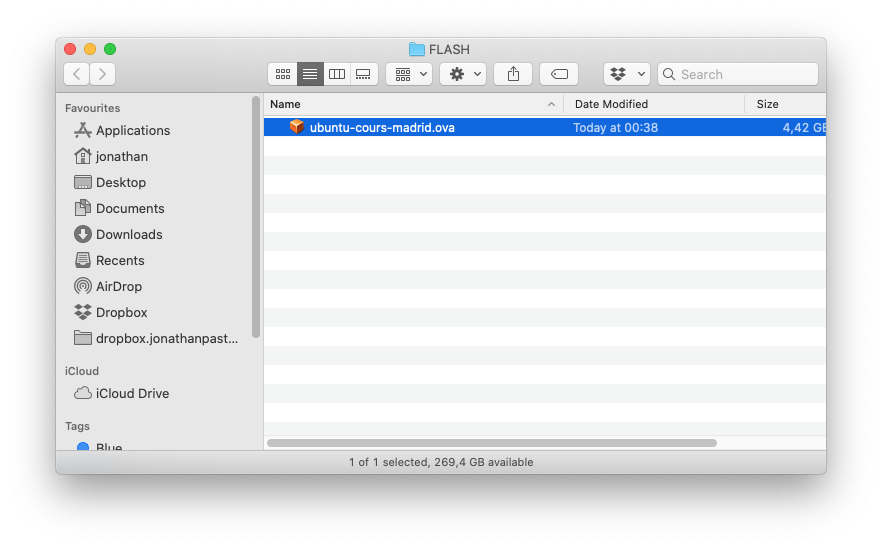 FLASH
Search
Favourites
Applications
jonathan
Desktop
Documents
Downloads
Recents
AirDrop
Dropbox
dropbox.jonathanpast...
iCloud
iCloud Drive
Tags
Blue
Name Date Modified Size
ubuntu-cours-madrid.ova Today at 00:38 4,42 GB
1 of 1 selected, 269,4 GB available